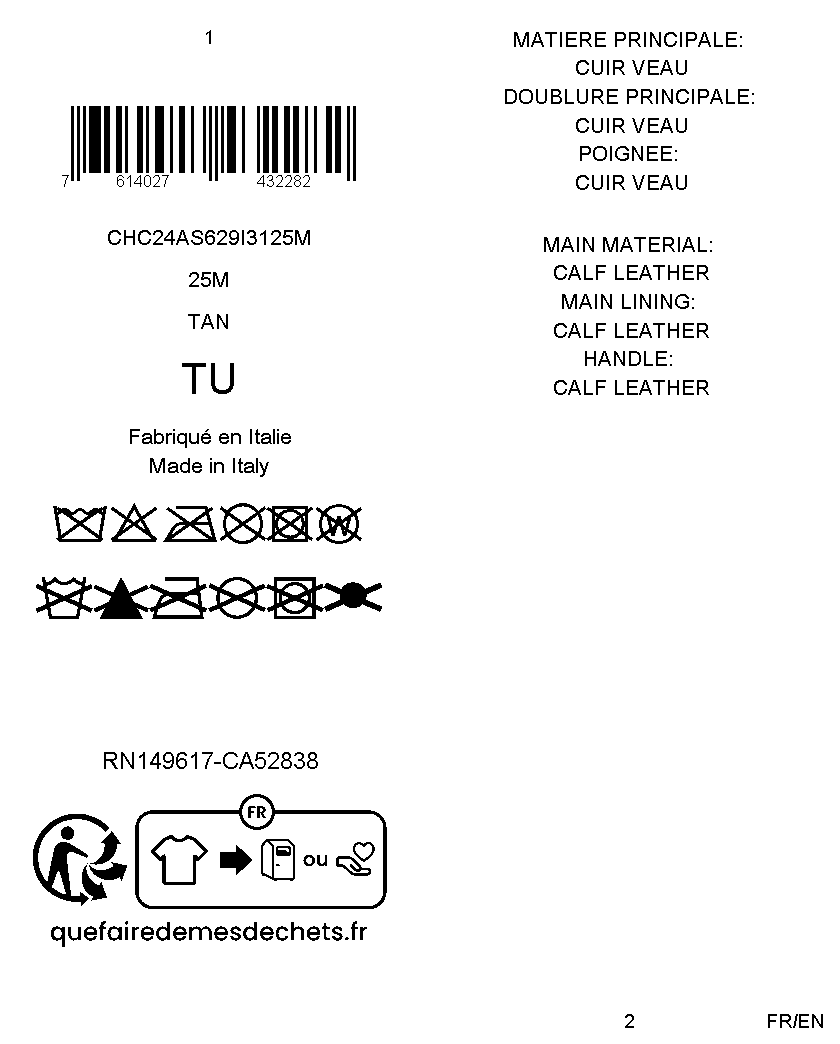 1
7 614027 432282
CHC24AS629I3125M
25M
TAN
TU
Fabriqué en Italie
Made in Italy
W
RN149617-CA52838
FR
ou
quefairedemesdechets.fr
MATIERE PRINCIPALE:
CUIR VEAU
DOUBLURE PRINCIPALE:
CUIR VEAU
POIGNEE:
CUIR VEAU
MAIN MATERIAL:
CALF LEATHER
MAIN LINING:
CALF LEATHER
HANDLE:
CALF LEATHER
2
FR/EN